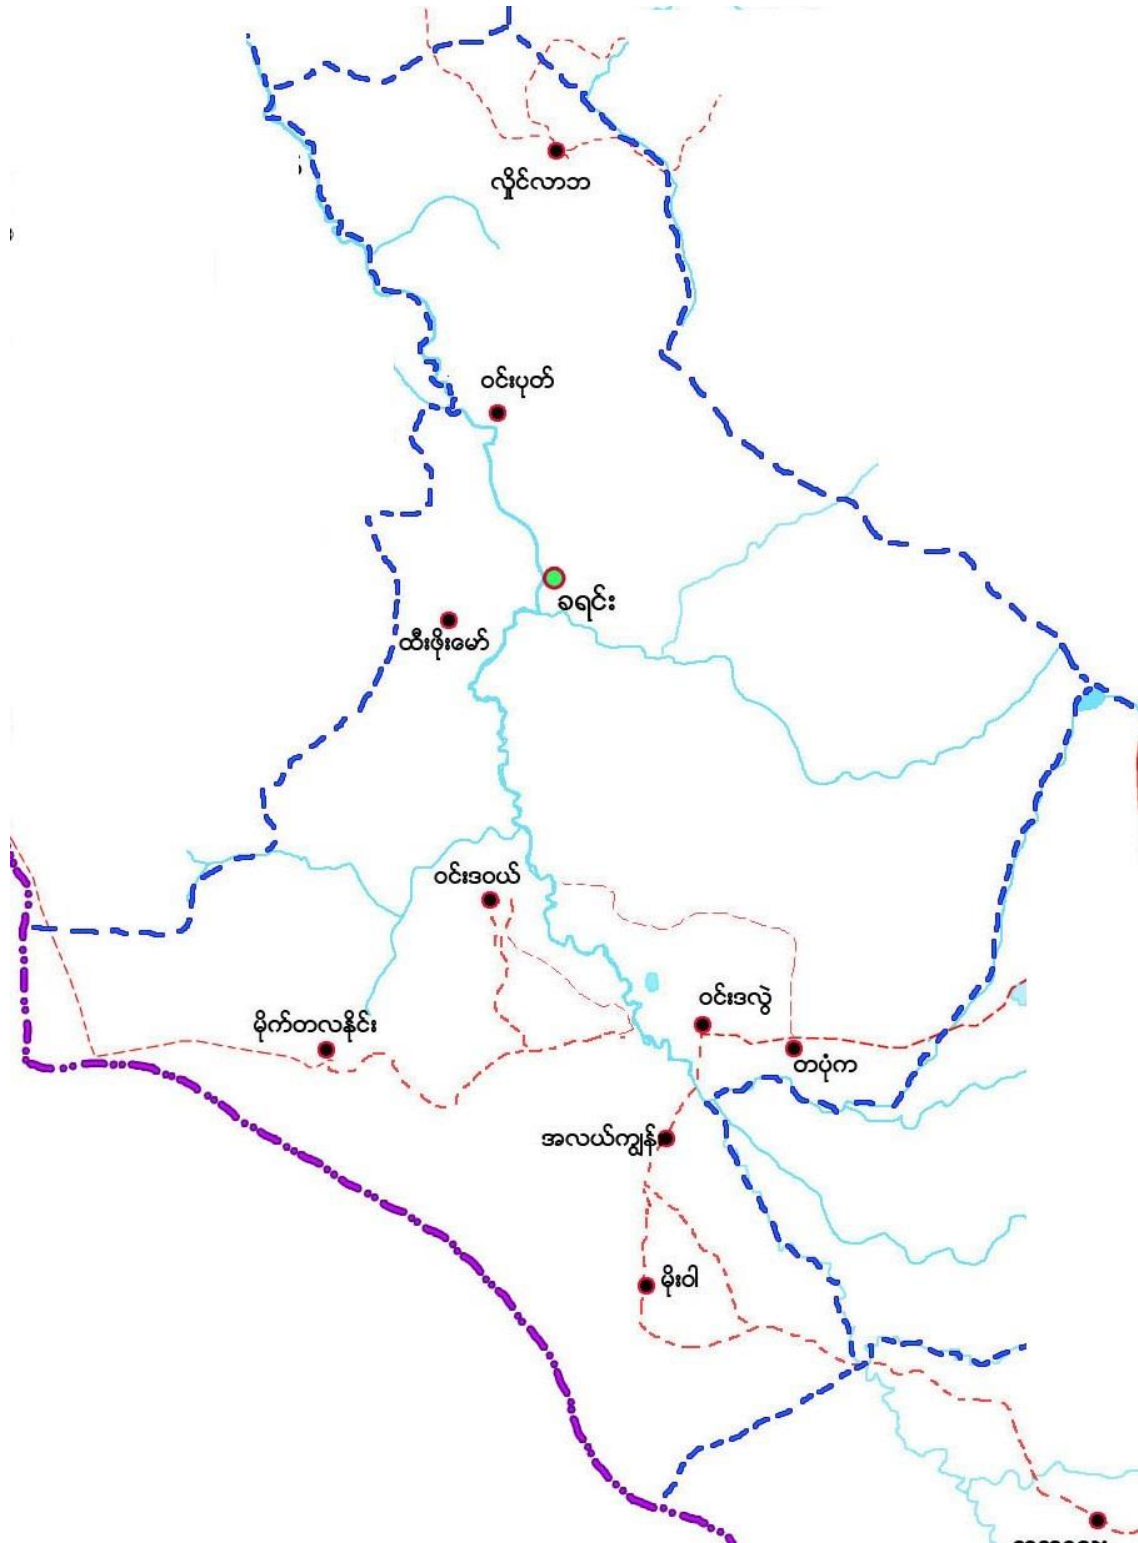 လှိုင်လာဘ
ဝင်းပုတ်
ခရင်း
ထီးဖိုးမော်
ဝင်းဒဝယ်
ဝင်းဒလွဲ
မိုက်တလနိုင်း
တပုံက
အလယ်ကျွန်
မိုးဝါ